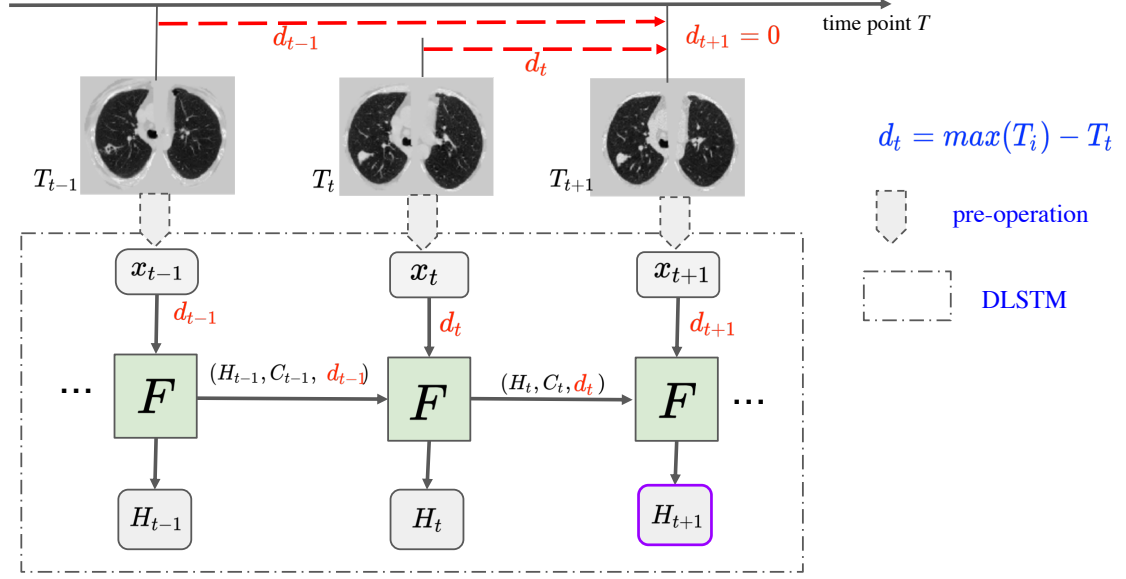 time point T
d_{t-1}
d_{t+1} = 0
d_t
d_t = max(T_i) - T_t
T_{t-1}
T_t
T_{t+1}
pre-operation
x_{t-1}
x_t
x_{t+1}
DLSTM
d_{t-1}
d_t
d_{t+1}
(H_{t-1}, C_{t-1}, d_{t-1})
(H_t, C_t, d_t)
... F F F ...
H_{t-1}
H_t
H_{t+1}